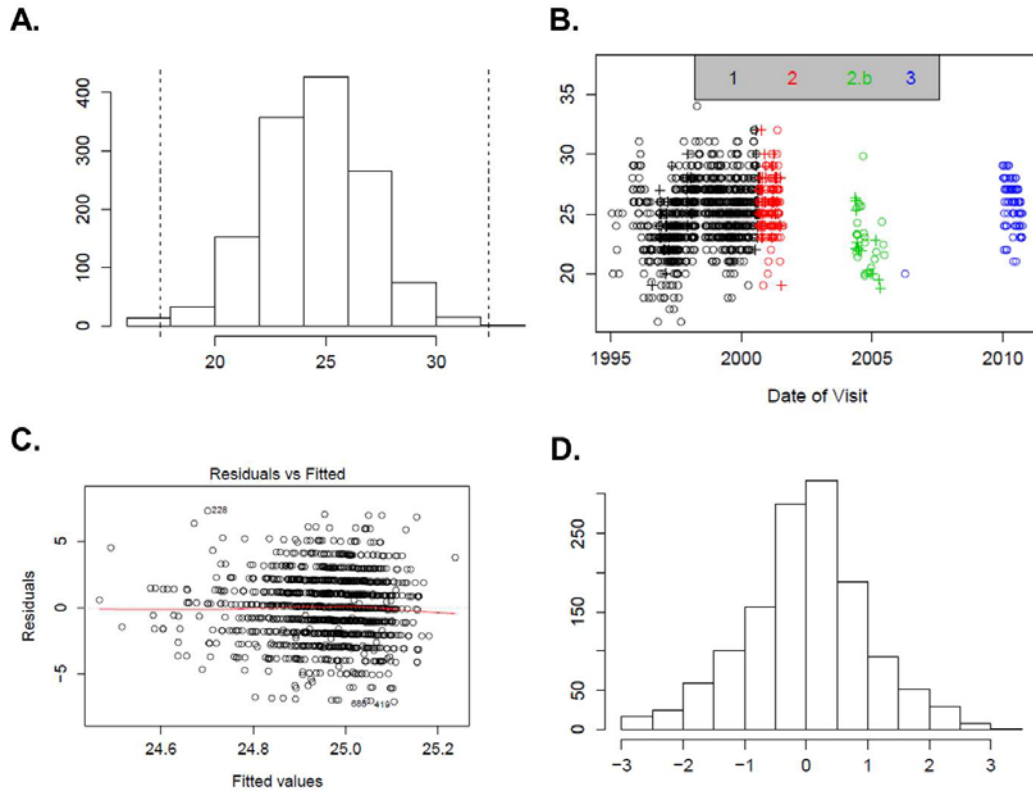 A.
400
300
200
100
0
20 25 30
B.
1 2 2.b 3
35
30
25
20
1995 2000 2005 2010
Date of Visit
C.
Residuals vs Fitted
228
5
0
−5
685 419
Residuals
24.6 24.8 25.0 25.2
Fitted values
D.
250
150
50
0
−3 −2 −1 0 1 2 3